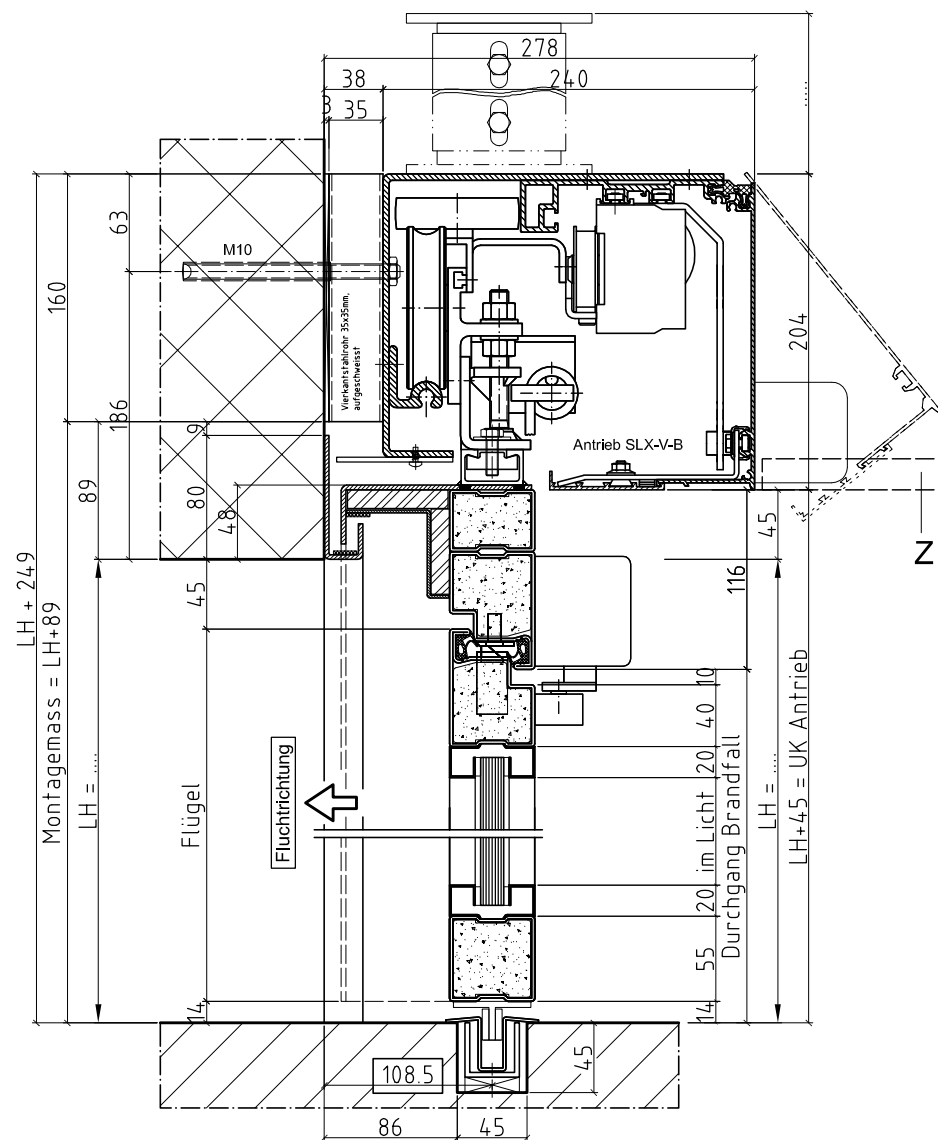 278
38
240
3
35
.....
63
M10
160
Vierkantstahlrohr 35x35mm,
aufgeschweisst
204
186
9
Antrieb SLX-V-B
89
80
48
45
Z
LH + 249
45
116
Montagemass = LH+89
LH = .....
Flügel
Fluchtrichtung
10
40
20
im Licht
20
55
14
Durchgang Brandfall
LH = .....
LH+45 = UK Antrieb
14
108.5
45
86
45